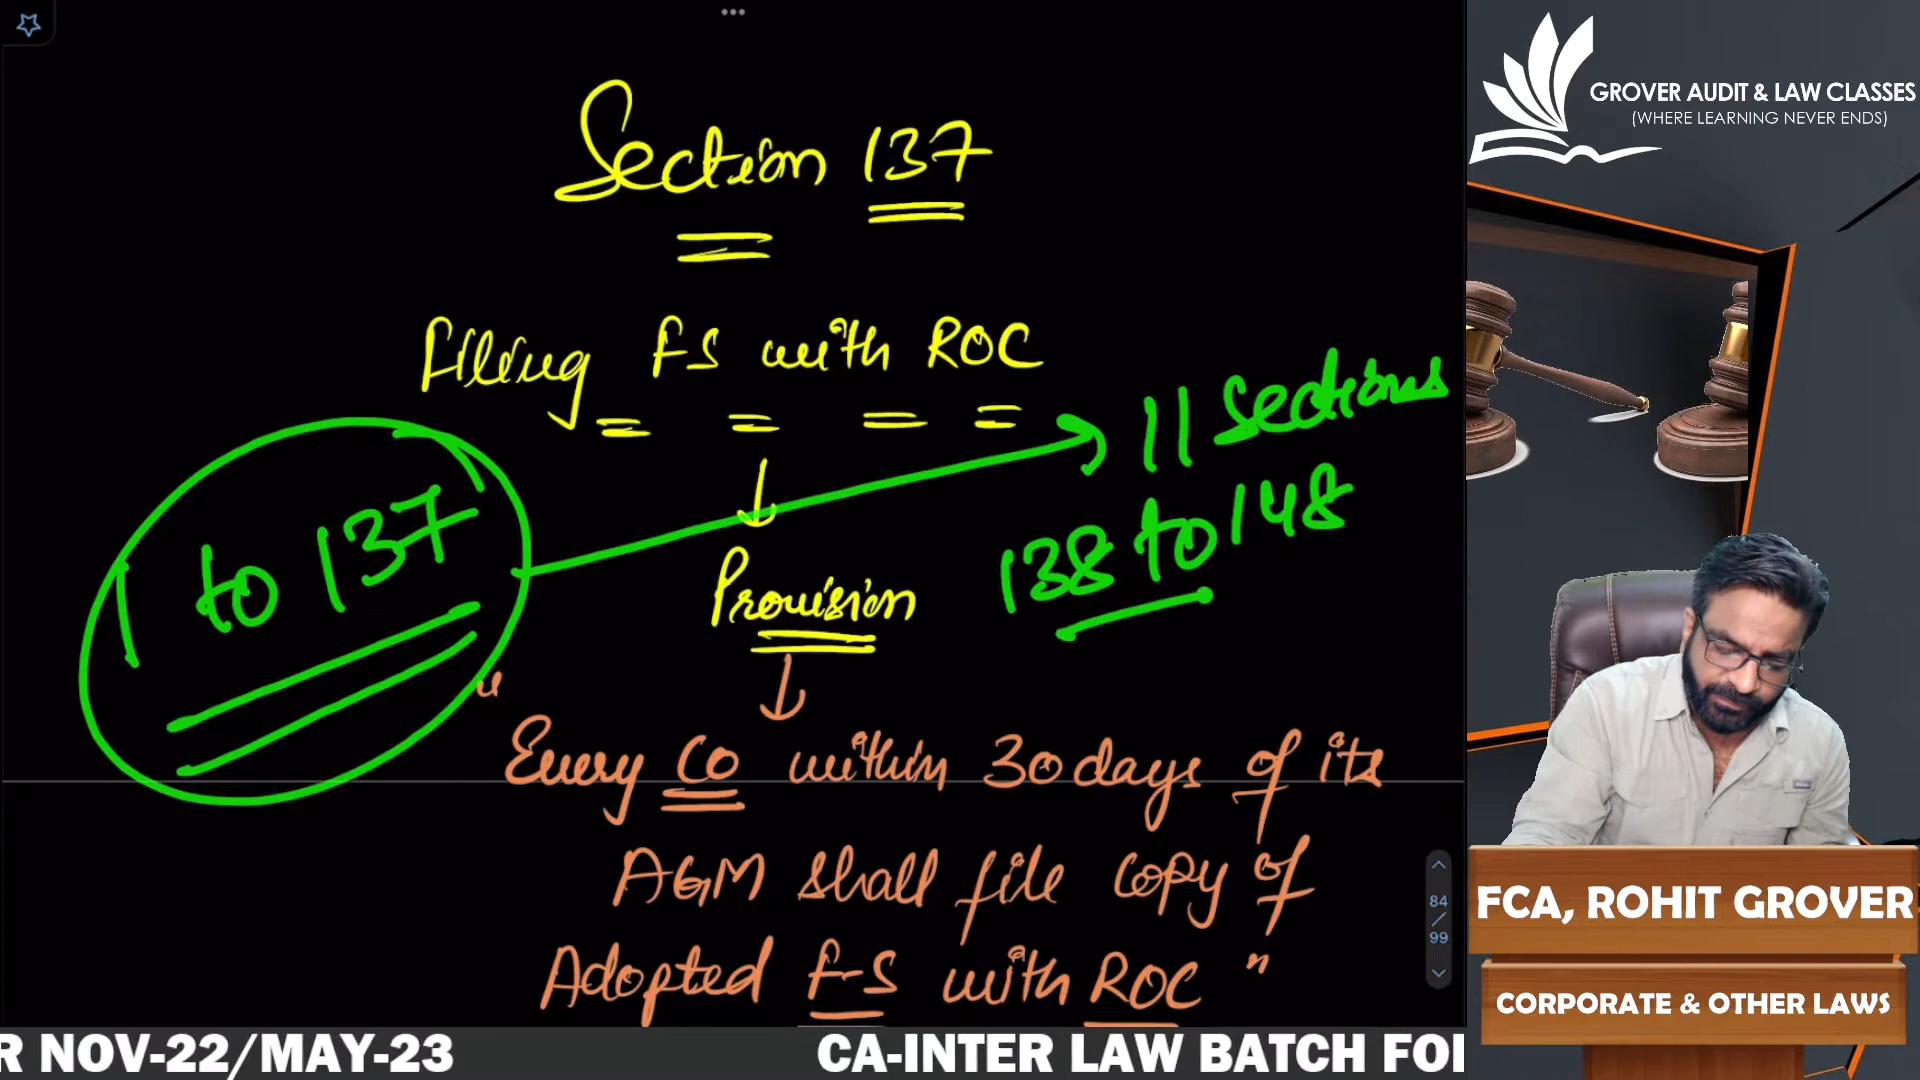 Section 137
Filing FS with ROC
11 Sections
138 to 148
1 to 137
Provision
"Every Co within 30 days of its
AGM shall file copy of
Adopted F-S with ROC"
84
99
GROVER AUDIT & LAW CLASSES
(WHERE LEARNING NEVER ENDS)
FCA, ROHIT GROVER
CORPORATE & OTHER LAWS
R NOV-22/MAY-23 CA-INTER LAW BATCH FO